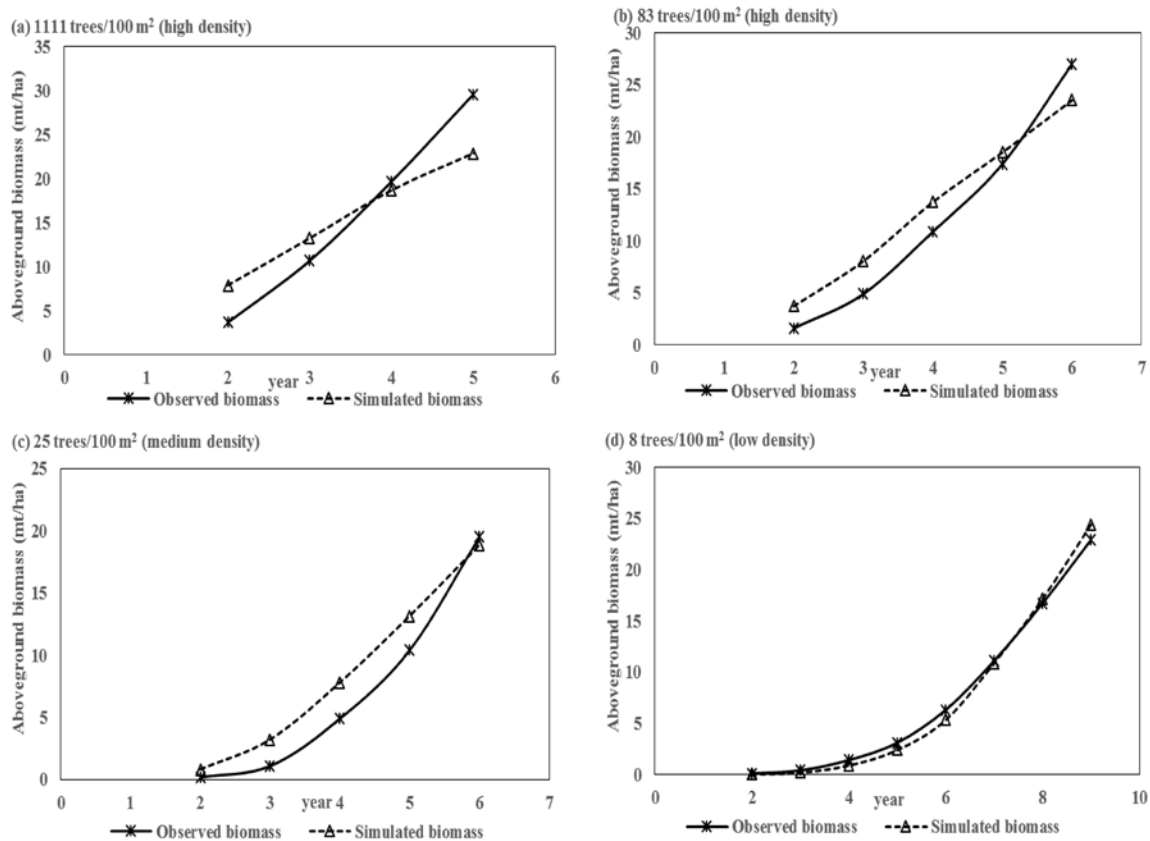 (a) 1111 trees/100 m² (high density)
Aboveground biomass (mt/ha)
35
30
25
20
15
10
5
0
0 1 2 3 4 5 6
year
Observed biomass Simulated biomass
(b) 83 trees/100 m² (high density)
Aboveground biomass (mt/ha)
30
25
20
15
10
5
0
0 1 2 3 4 5 6 7
year
Observed biomass Simulated biomass
(c) 25 trees/100 m² (medium density)
Aboveground biomass (mt/ha)
25
20
15
10
5
0
0 1 2 3 4 5 6 7
year
Observed biomass Simulated biomass
(d) 8 trees/100 m² (low density)
Aboveground biomass (mt/ha)
30
25
20
15
10
5
0
0 2 4 6 8 10
year
Observed biomass Simulated biomass